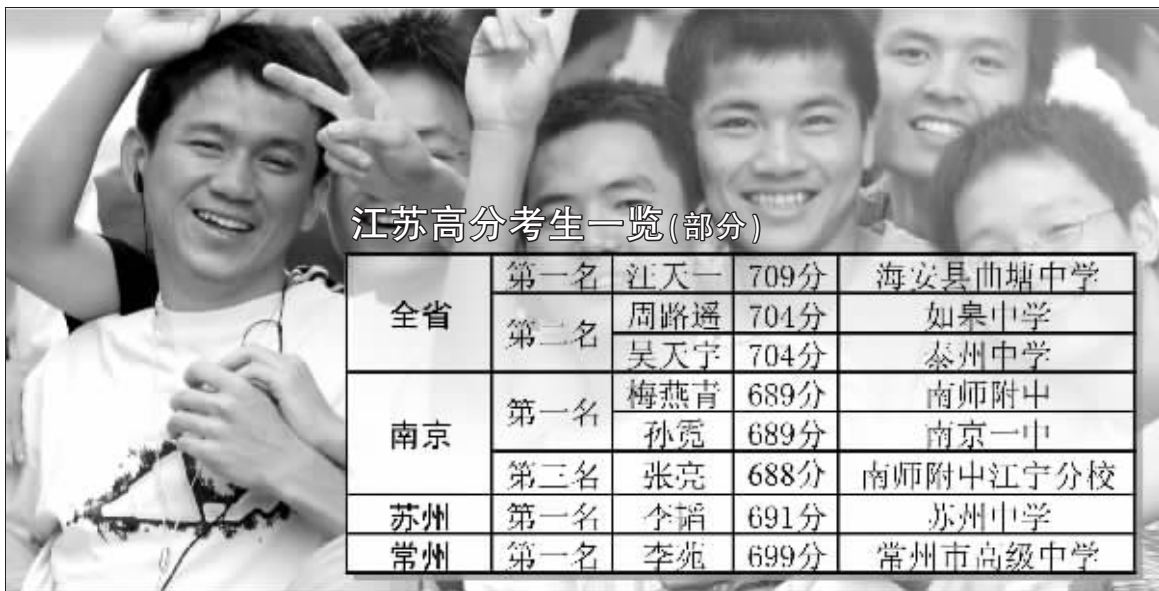 江苏高分考生一览(部分)
全省 第一名 汪天一 709分 海安县曲塘中学
第二名 周路遥 704分 如皋中学
吴天宇 704分 泰州中学
南京 第一名 梅燕青 689分 南师附中
孙霓 689分 南京一中
第三名 张亮 688分 南师附中江宁分校
苏州 第一名 李韬 691分 苏州中学
常州 第一名 李苑 699分 常州市高级中学